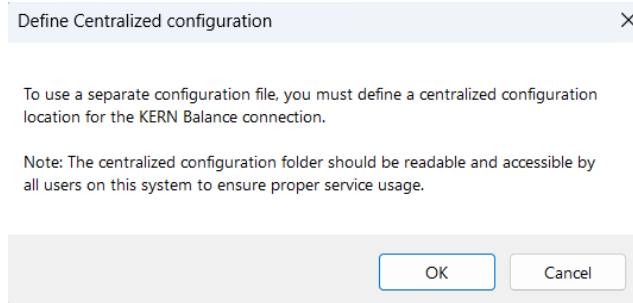 Define Centralized configuration
To use a separate configuration file, you must define a centralized configuration
location for the KERN Balance connection.
Note: The centralized configuration folder should be readable and accessible by
all users on this system to ensure proper service usage.
OK
Cancel